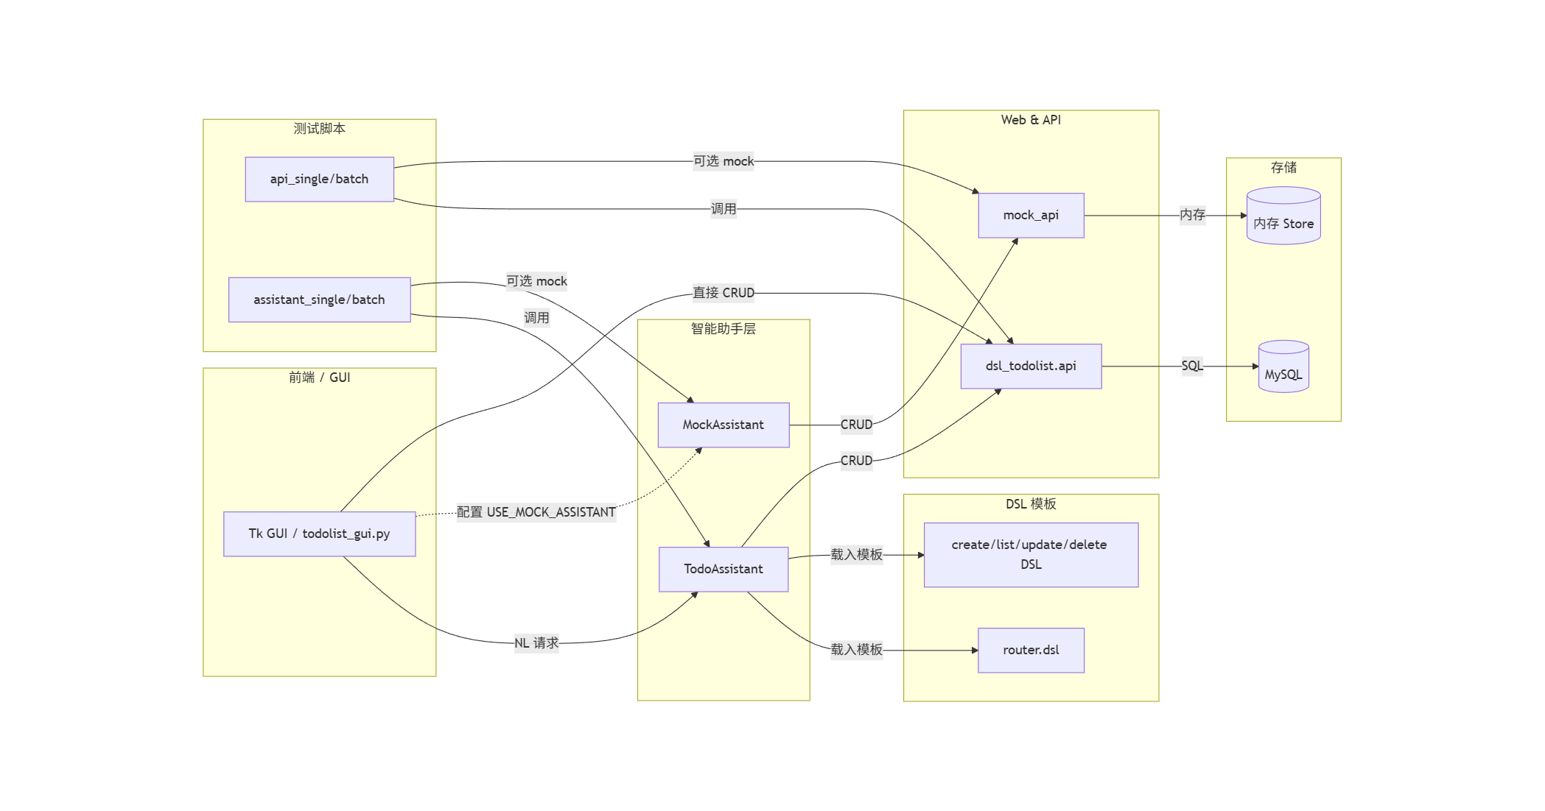 测试脚本
api_single/batch
assistant_single/batch
前端 / GUI
Tk GUI / todolist_gui.py
可选 mock
调用
可选 mock
调用
直接 CRUD
配置 USE_MOCK_ASSISTANT
NL 请求
智能助手层
MockAssistant
TodoAssistant
CRUD
CRUD
载入模板
载入模板
Web & API
mock_api
dsl_todolist.api
DSL 模板
create/list/update/delete
DSL
router.dsl
内存
SQL
存储
内存 Store
MySQL